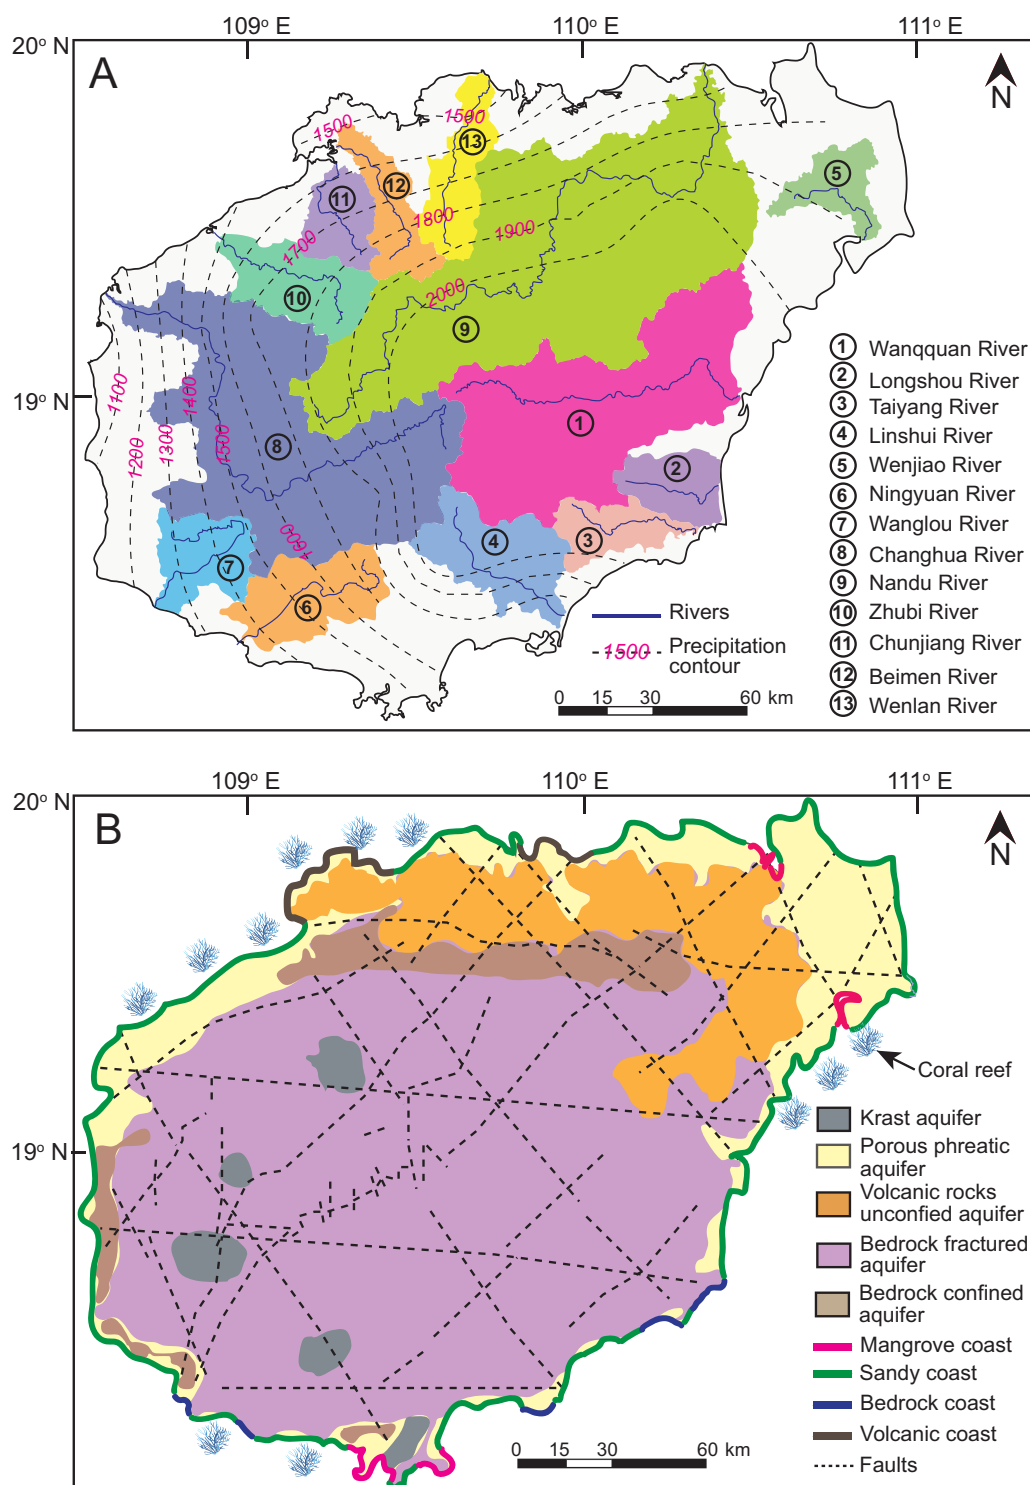 109° E
110° E
111° E
20° N
A
N
1500
1500
13
12
11
5
1800
1700
1900
2000
10
9
1100
1200
1300
1400
1500
19° N
8
1
2
1600
4
3
7
6
1 Wanqquan River
2 Longshou River
3 Taiyang River
4 Linshui River
5 Wenjiao River
6 Ningyuan River
7 Wanglou River
8 Changhua River
9 Nandu River
10 Zhubi River
11 Chunjiang River
12 Beimen River
13 Wenlan River
Rivers
1500 Precipitation
contour
0 15 30 60 km
109° E
110° E
111° E
20° N
B
N
19° N
Coral reef
Krast aquifer
Porous phreatic
aquifer
Volcanic rocks
unconfied aquifer
Bedrock fractured
aquifer
Bedrock confined
aquifer
Mangrove coast
Sandy coast
Bedrock coast
Volcanic coast
Faults
0 15 30 60 km